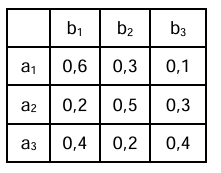 b₁ b₂ b₃
a₁ 0,6 0,3 0,1
a₂ 0,2 0,5 0,3
a₃ 0,4 0,2 0,4